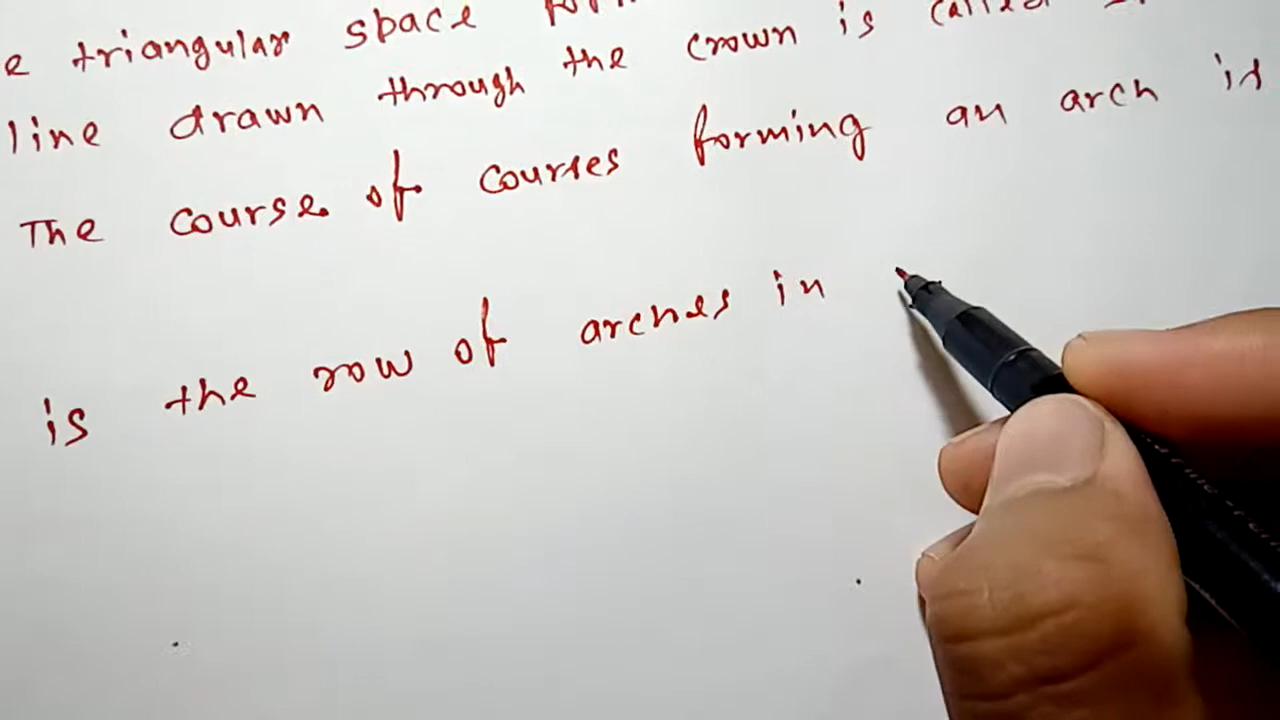 e triangular space
line drawn through the crown is called
The course of courses forming an arch is
is the row of arches in